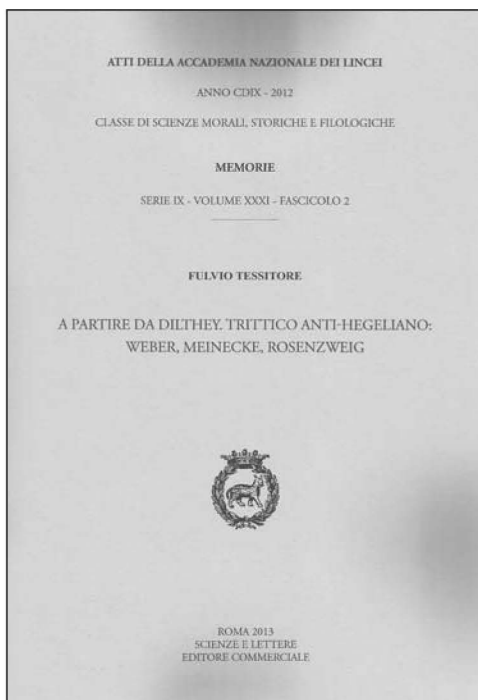 ATTI DELLA ACCADEMIA NAZIONALE DEI LINCEI
ANNO CDIX - 2012
CLASSE DI SCIENZE MORALI, STORICHE E FILOLOGICHE
MEMORIE
SERIE IX - VOLUME XXXI - FASCICOLO 2
FULVIO TESSITORE
A PARTIRE DA DILTHEY. TRITTICO ANTI-HEGELIANO:
WEBER, MEINECKE, ROSENZWEIG
ROMA 2013
SCIENZE E LETTERE
EDITORE COMMERCIALE